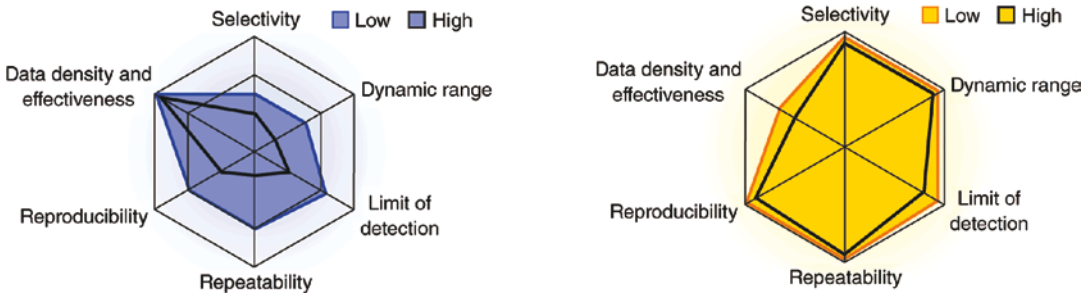 Selectivity
Low
High
Data density and
effectiveness
Dynamic range
Reproducibility
Limit of
detection
Repeatability
Selectivity
Low
High
Data density and
effectiveness
Dynamic range
Reproducibility
Limit of
detection
Repeatability